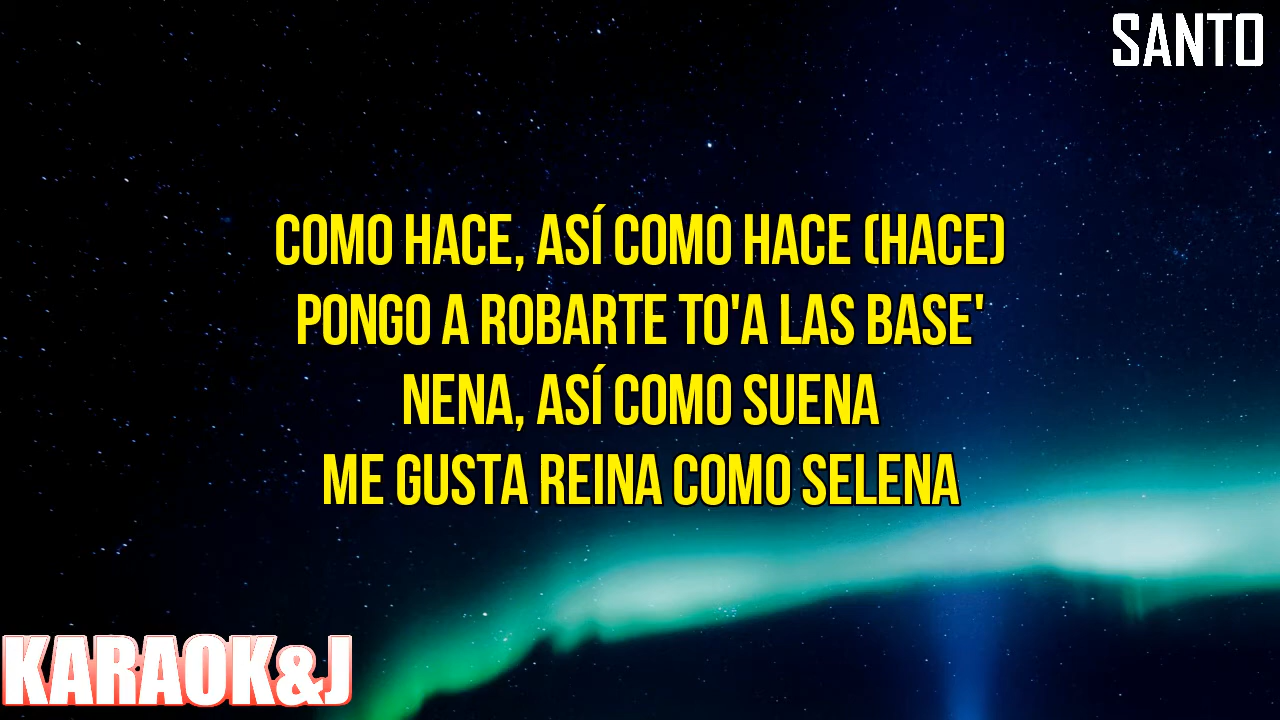 SANTO
COMO HACE, ASÍ COMO HACE (HACE)
PONGO A ROBARTE TO'A LAS BASE'
NENA, ASÍ COMO SUENA
ME GUSTA REINA COMO SELENA
KARAOK&J